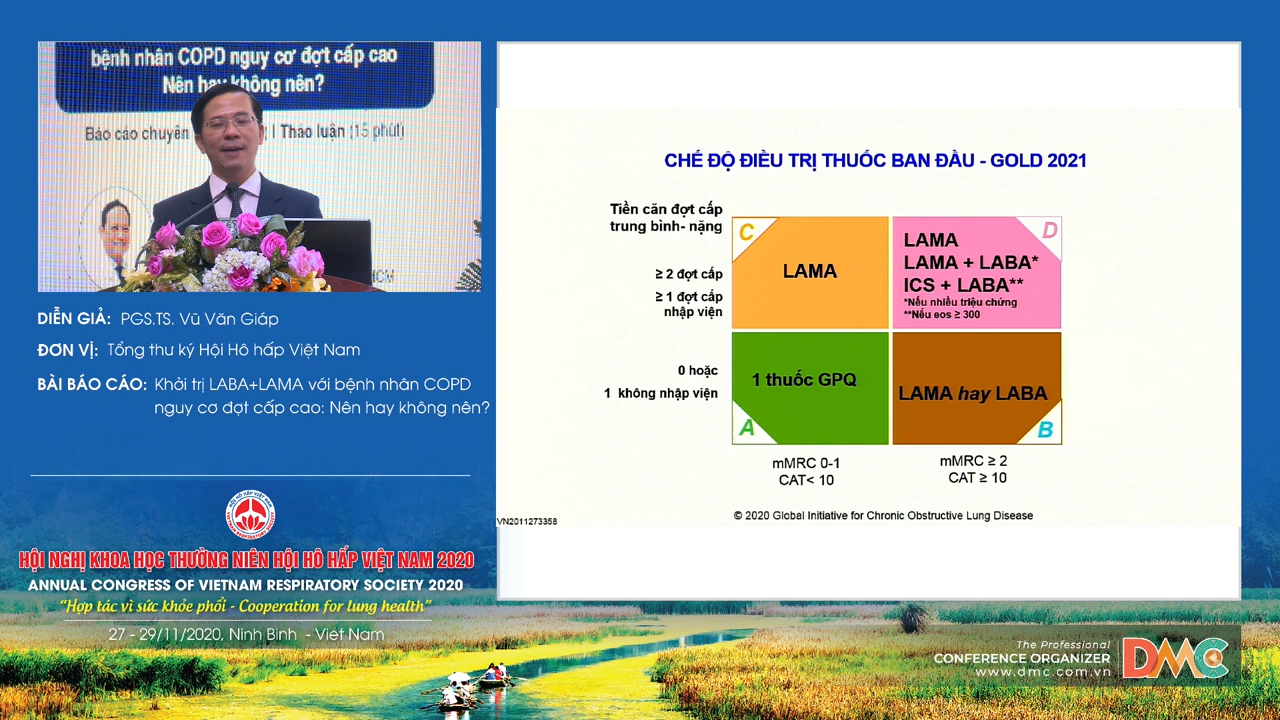 bệnh nhân COPD nguy cơ đợt cấp cao
Nên hay không nên?
Báo cáo chuyên
I Thảo luận (15 phút)
DIỄN GIẢ: PGS.TS. Vũ Văn Giáp
ĐƠN VỊ: Tổng thư ký Hội Hô hấp Việt Nam
BÀI BÁO CÁO: Khởi trị LABA+LAMA với bệnh nhân COPD
nguy cơ đợt cấp cao: Nên hay không nên?
HỘI NGHỊ KHOA HỌC THƯỜNG NIÊN HỘI HÔ HẤP VIỆT NAM 2020
ANNUAL CONGRESS OF VIETNAM RESPIRATORY SOCIETY 2020
“Hợp tác vì sức khỏe phổi - Cooperation for lung health”
27 - 29/11/2020, Ninh Bình - Việt Nam
CHẾ ĐỘ ĐIỀU TRỊ THUỐC BAN ĐẦU - GOLD 2021
Tiền căn đợt cấp
trung bình- nặng
≥ 2 đợt cấp
≥ 1 đợt cấp
nhập viện
0 hoặc
1 không nhập viện
C
LAMA
D
LAMA
LAMA + LABA*
ICS + LABA**
*Nếu nhiều triệu chứng
**Nếu eos ≥ 300
1 thuốc GPQ
A
LAMA hay LABA
B
mMRC 0-1
CAT< 10
mMRC ≥ 2
CAT ≥ 10
© 2020 Global Initiative for Chronic Obstructive Lung Disease
VN2011273358
The Professional
CONFERENCE ORGANIZER
www.dmc.com.vn
DMC